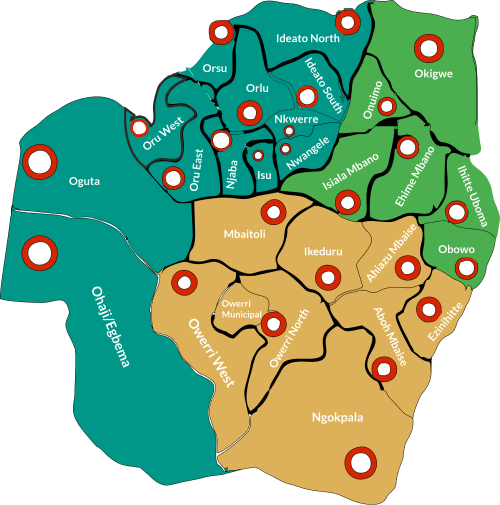 Ideato North
Orsu
Okigwe
Ideato South
Orlu
Onuimo
Nkwerre
Oru West
Nwangele
Oru East
Njaba
Isu
Isiala Mbano
Ehime Mbano
Ihitte Uboma
Oguta
Mbaitoli
Ikeduru
Ahiazu Mbaise
Obowo
Ohaji/Egbema
Owerri
Municipal
Owerri West
Owerri North
Aboh Mbaise
Ezinihitte
Ngokpala